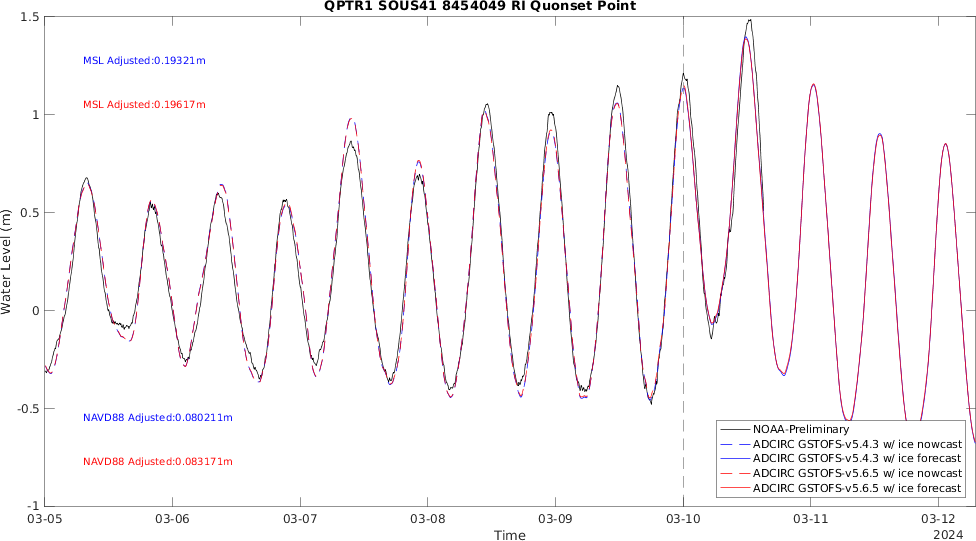 QPTR1 SOUS41 8454049 RI Quonset Point
1.5
1
0.5
0
-0.5
-1
Water Level (m)
MSL Adjusted:0.19321m
MSL Adjusted:0.19617m
NAVD88 Adjusted:0.080211m
NAVD88 Adjusted:0.083171m
NOAA-Preliminary
ADCIRC GSTOFS-v5.4.3 w/ ice nowcast
ADCIRC GSTOFS-v5.4.3 w/ ice forecast
ADCIRC GSTOFS-v5.6.5 w/ ice nowcast
ADCIRC GSTOFS-v5.6.5 w/ ice forecast
03-05 03-06 03-07 03-08 03-09 03-10 03-11 03-12
Time
2024